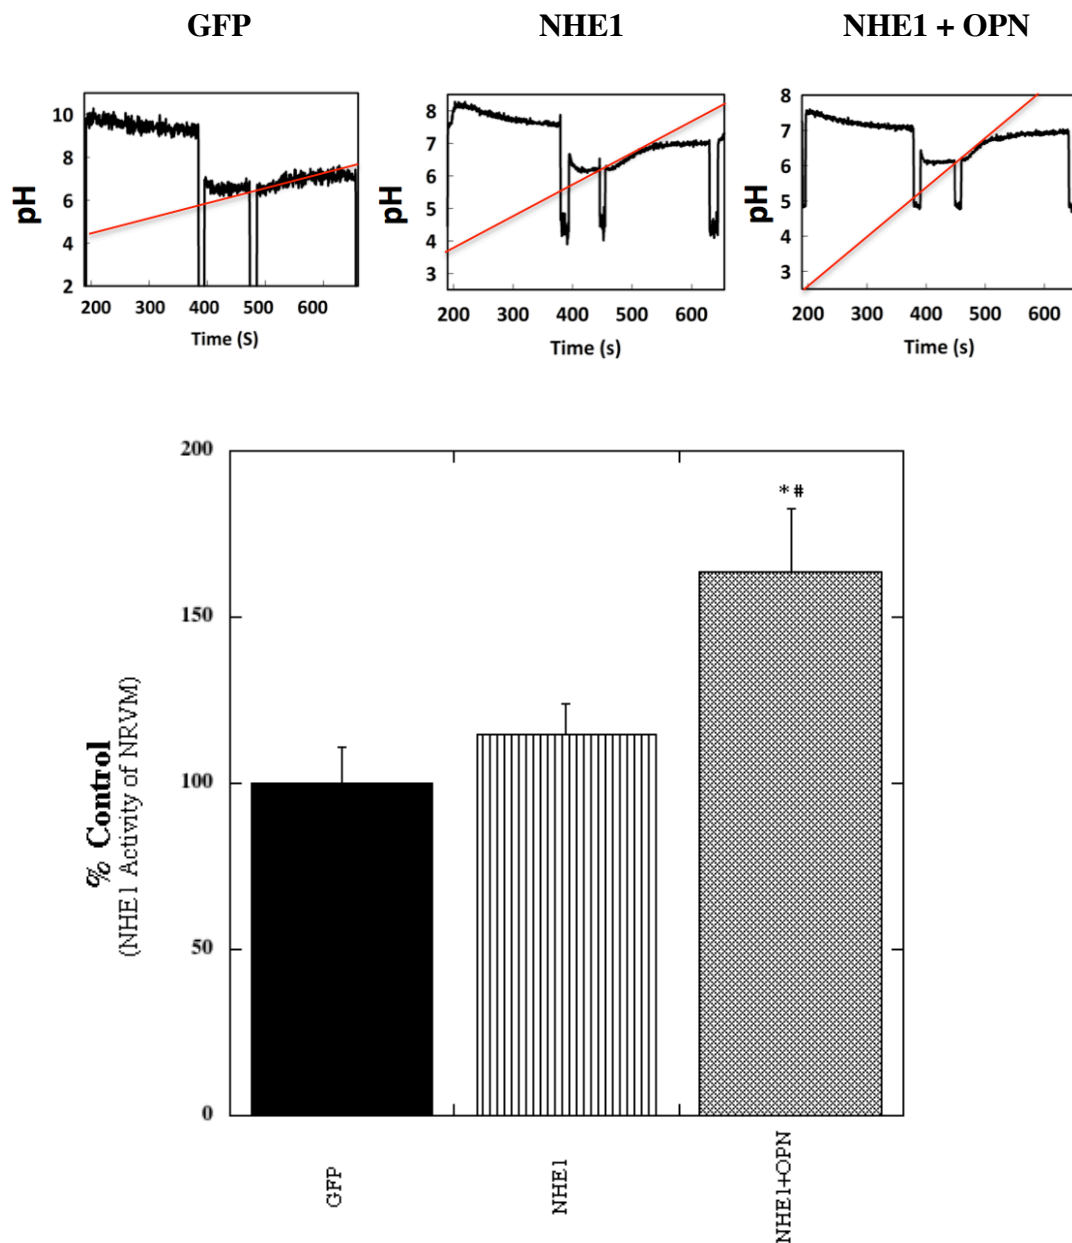 GFP NHE1 NHE1 + OPN
pH
10
8
6
4
2
200 300 400 500 600
Time (S)
pH
8
7
6
5
4
3
200 300 400 500 600
Time (s)
pH
8
7
6
5
4
3
200 300 400 500 600
Time (s)
% Control
(NHE1 Activity of NRVM)
200
150
100
50
0
*#
GFP
NHE1
NHE1+OPN